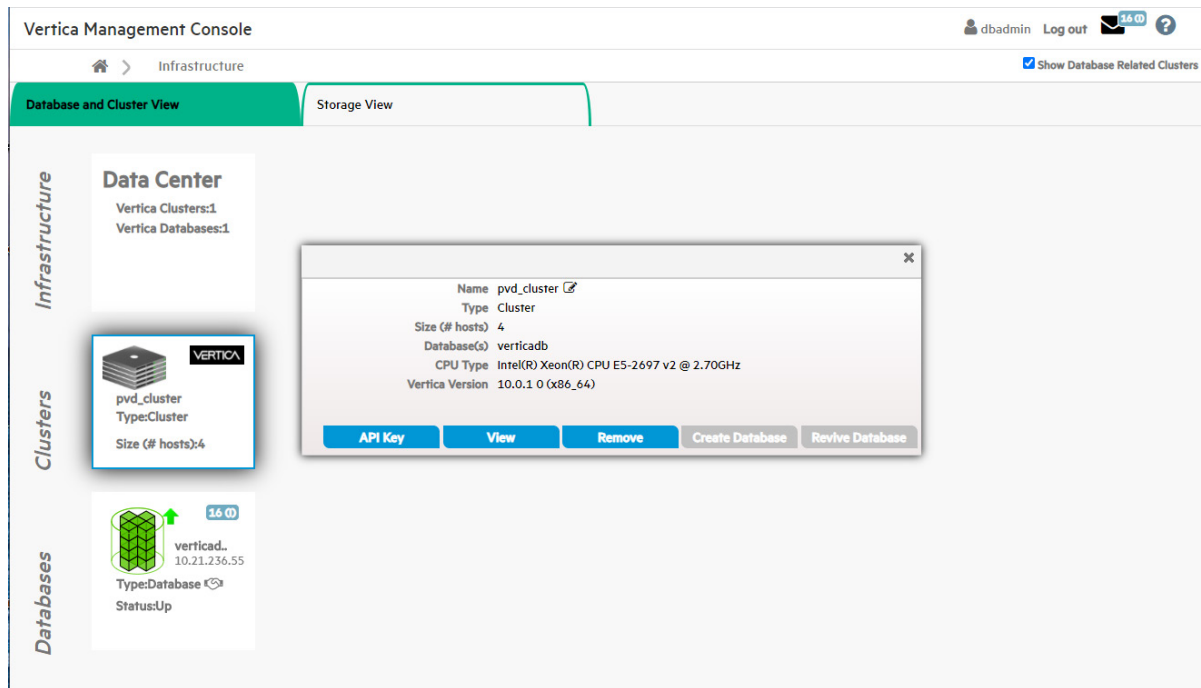 Vertica Management Console
dbadmin Log out 16
Infrastructure
Show Database Related Clusters
Database and Cluster View
Storage View
Infrastructure
Data Center
Vertica Clusters:1
Vertica Databases:1
Name pvd_cluster
Type Cluster
Size (# hosts) 4
Database(s) verticadb
CPU Type Intel(R) Xeon(R) CPU E5-2697 v2 @ 2.70GHz
Vertica Version 10.0.1 0 (x86_64)
API Key View Remove Create Database Revive Database
Clusters
VERTICA
pvd_cluster
Type:Cluster
Size (# hosts):4
Databases
16
verticad..
10.21.236.55
Type:Database
Status:Up